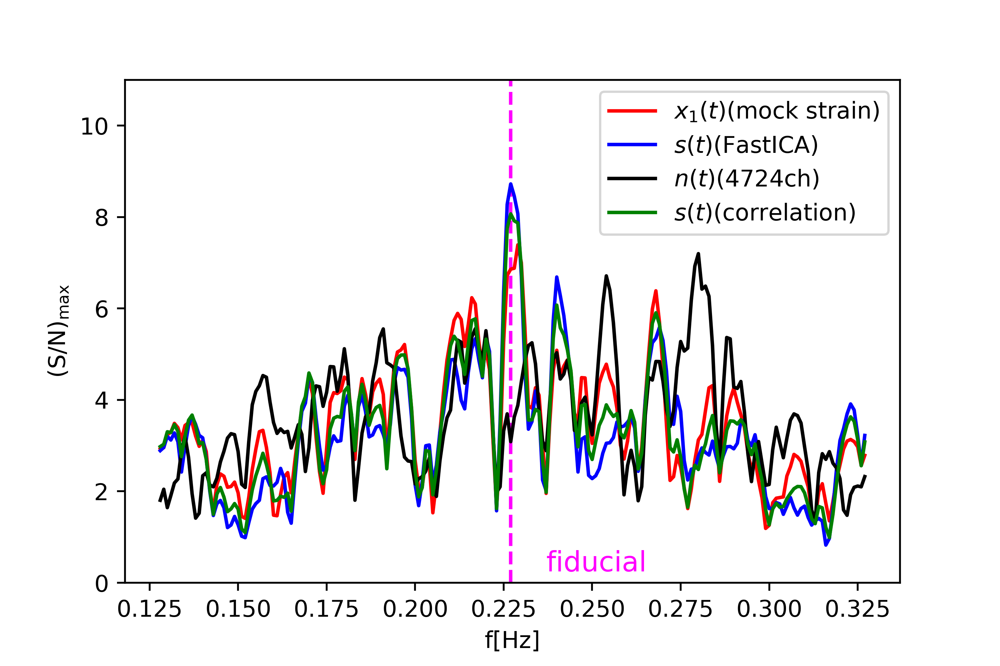 x₁(t)(mock strain)
s(t)(FastICA)
n(t)(4724ch)
s(t)(correlation)
10
8
6
4
2
0
(S/N)max
fiducial
0.125 0.150 0.175 0.200 0.225 0.250 0.275 0.300 0.325
f[Hz]